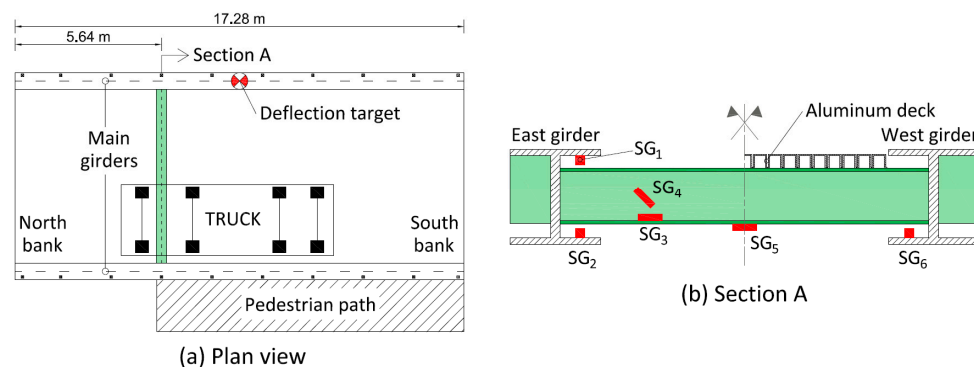 17.28 m
5.64 m
Section A
Deflection target
Main
girders
North
bank
TRUCK
South
bank
Pedestrian path
(a) Plan view
Aluminum deck
East girder
West girder
SG1
SG4
SG3
SG2
SG5
SG6
(b) Section A